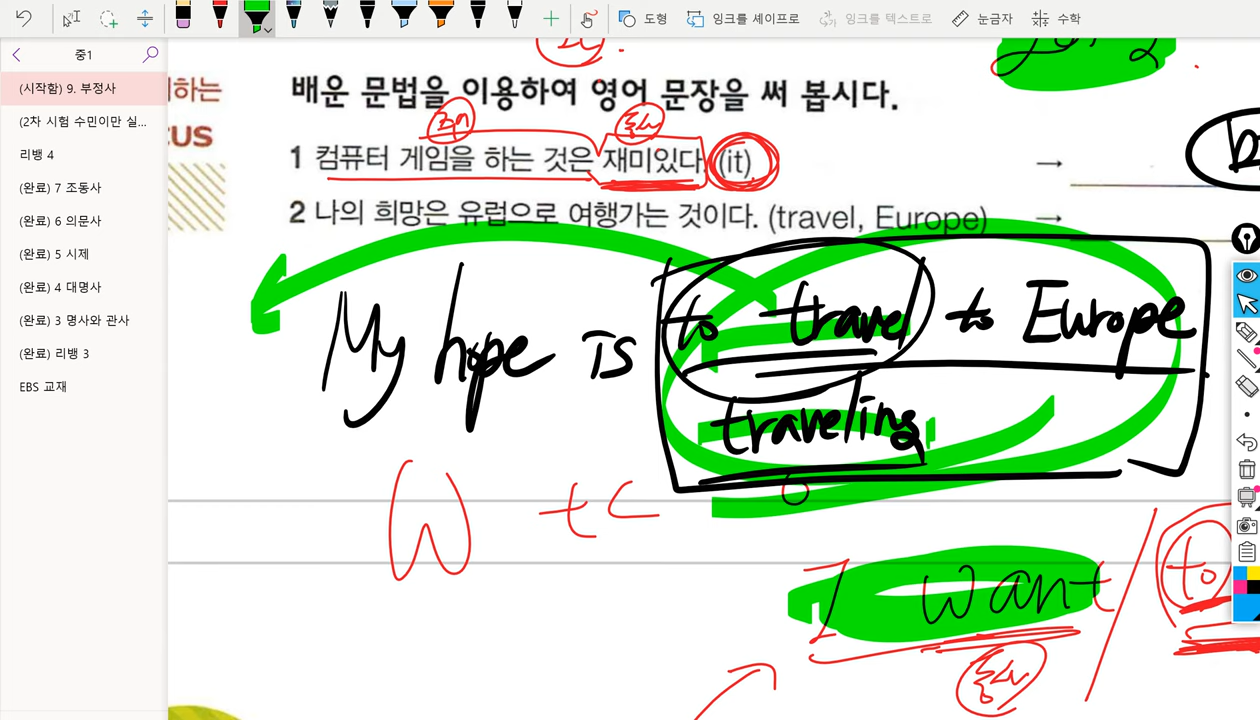 도형 잉크를 셰이프로 잉크를 텍스트로 눈금자 수학
중1
(시작함) 9. 부정사
(2차 시험 수민이만 실...
리뱅 4
(완료) 7 조동사
(완료) 6 의문사
(완료) 5 시제
(완료) 4 대명사
(완료) 3 명사와 관사
(완료) 리뱅 3
EBS 교재
하는
cus
배운 문법을 이용하여 영어 문장을 써 봅시다.
주어 동사
1 컴퓨터 게임을 하는 것은 재미있다. (it) →
2 나의 희망은 유럽으로 여행가는 것이다. (travel, Europe) →
My hope is to travel to Europe
traveling
I want / to
동사